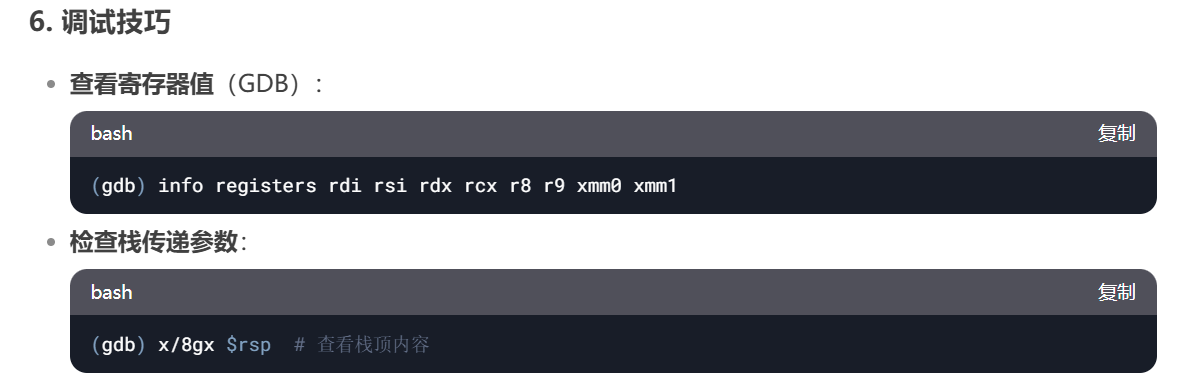 6. 调试技巧
查看寄存器值（GDB）：
bash 复制
(gdb) info registers rdi rsi rdx rcx r8 r9 xmm0 xmm1
检查栈传递参数：
bash 复制
(gdb) x/8gx $rsp  # 查看栈顶内容